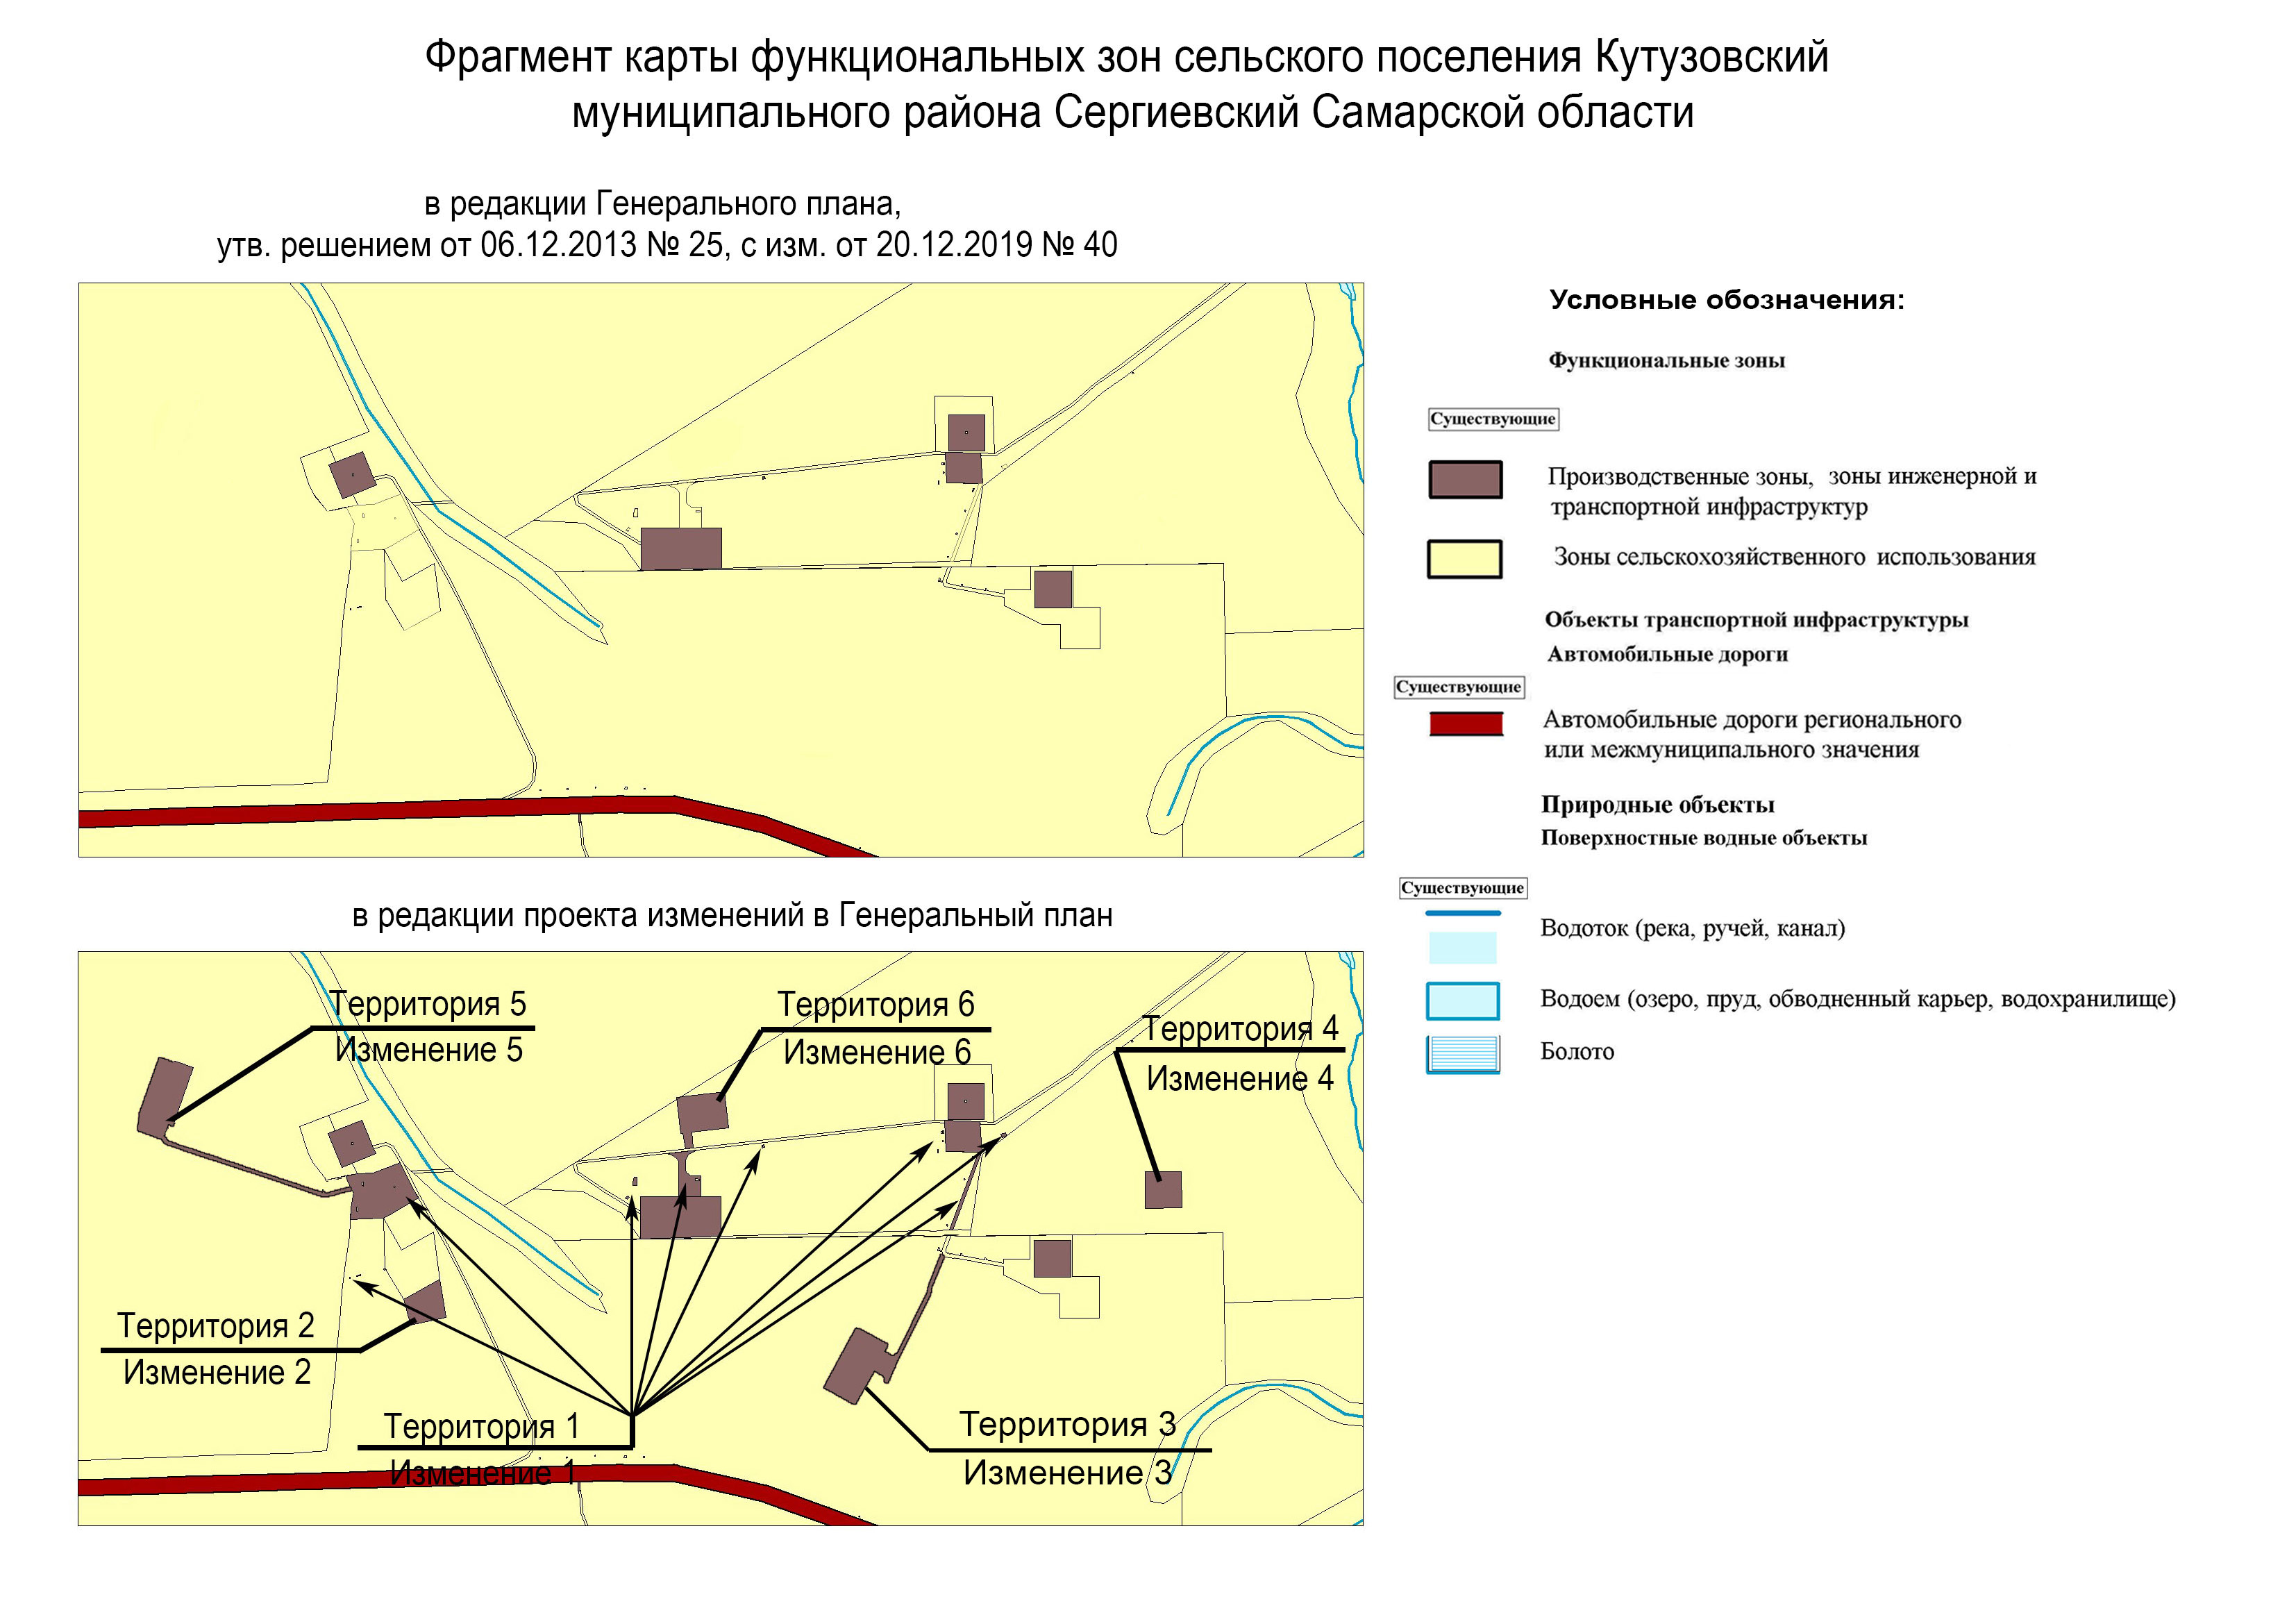 Фрагмент карты функциональных зон сельского поселения Кутузовский
муниципального района Сергиевский Самарской области
в редакции Генерального плана,
утв. решением от 06.12.2013 № 25, с изм. от 20.12.2019 № 40
Условные обозначения:
Функциональные зоны
Существующие
Производственные зоны, зоны инженерной и
транспортной инфраструктур
Зоны сельскохозяйственного использования
Объекты транспортной инфраструктуры
Автомобильные дороги
Существующие
Автомобильные дороги регионального
или межмуниципального значения
Природные объекты
Поверхностные водные объекты
Существующие
Водоток (река, ручей, канал)
Водоем (озеро, пруд, обводненный карьер, водохранилище)
Болото
в редакции проекта изменений в Генеральный план
Территория 5
Изменение 5
Территория 6
Изменение 6
Территория 4
Изменение 4
Территория 2
Изменение 2
Территория 1
Изменение 1
Территория 3
Изменение 3